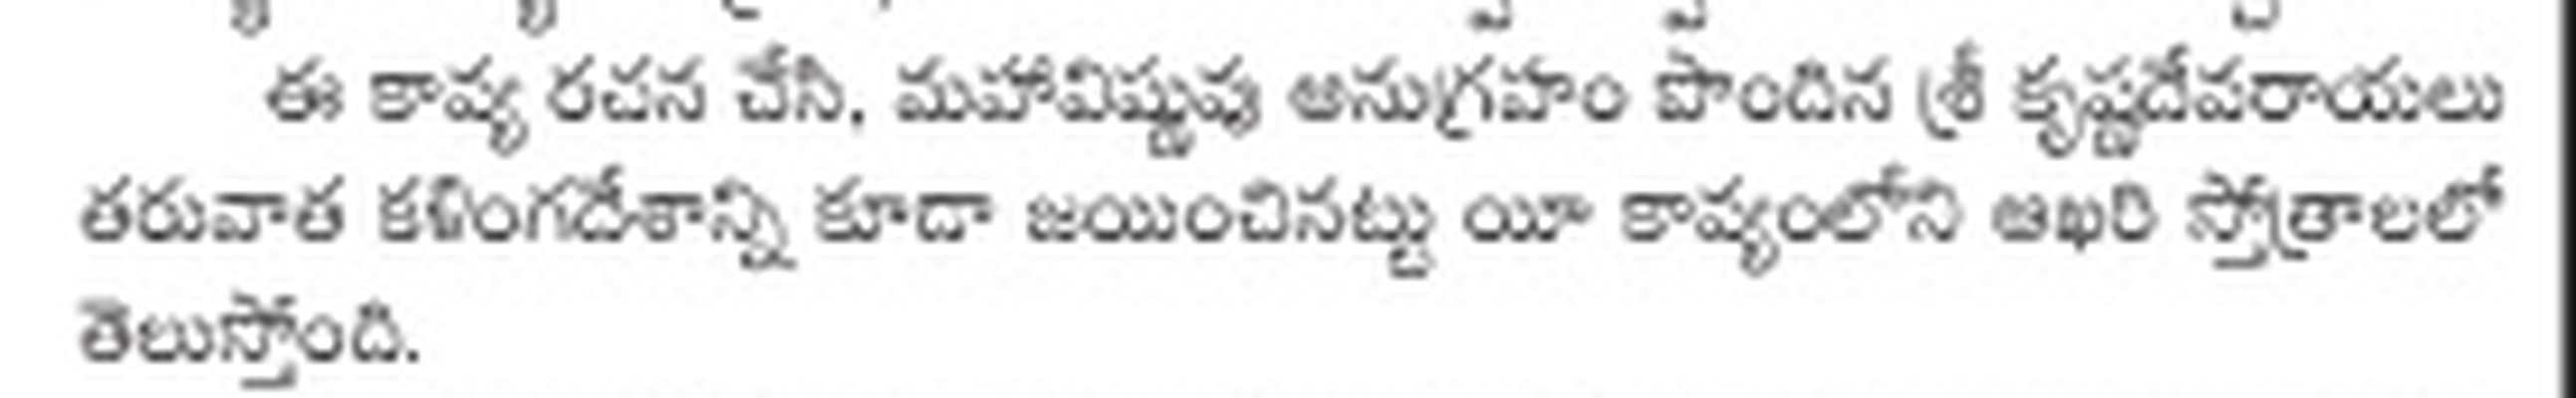 ఈ కావ్య రచన చేసి, మహావిష్ణువు అనుగ్రహం పొందిన శ్రీ కృష్ణదేవరాయలు
తరువాత కళింగదేశాన్ని కూడా జయించినట్టు యీ కావ్యంలోని ఆఖరి స్తోత్రాలలో
తెలుస్తోంది.